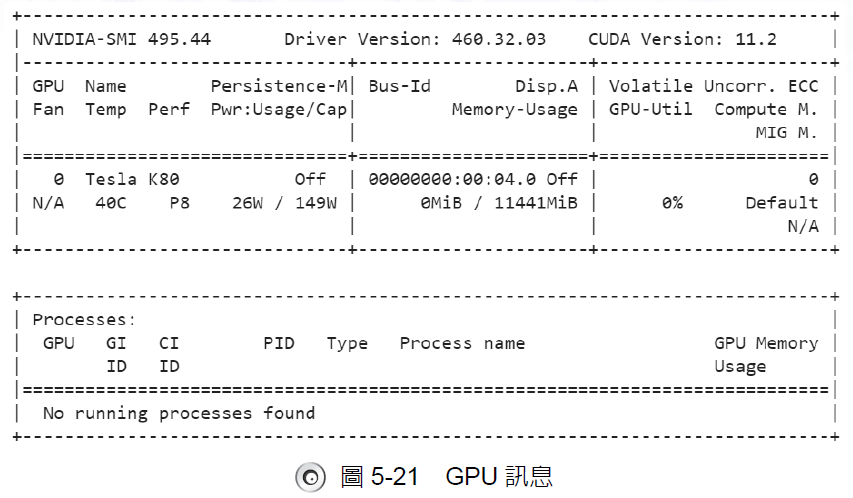 NVIDIA-SMI 495.44 Driver Version: 460.32.03 CUDA Version: 11.2
GPU Name Persistence-M| Bus-Id Disp.A | Volatile Uncorr. ECC
Fan Temp Perf Pwr:Usage/Cap| Memory-Usage | GPU-Util Compute M.
MIG M.
0 Tesla K80 Off | 00000000:00:04.0 Off | 0
N/A 40C P8 26W / 149W | 0MiB / 11441MiB | 0% Default
N/A
Processes:
GPU GI CI PID Type Process name GPU Memory
ID ID Usage
No running processes found
圖 5-21 GPU 訊息